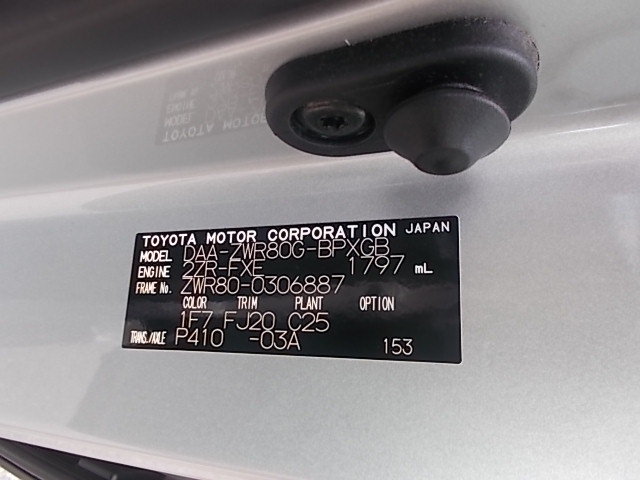 TOYOTA MOTOR CORPORATION JAPAN
MODEL DAA-ZWR80G-BPXGB
ENGINE 2ZR-FXE 1797 mL
FRAME No. ZWR80-0306887
COLOR TRIM PLANT OPTION
1F7 FJ20 C25
TRANS./AXLE P410 -03A 153